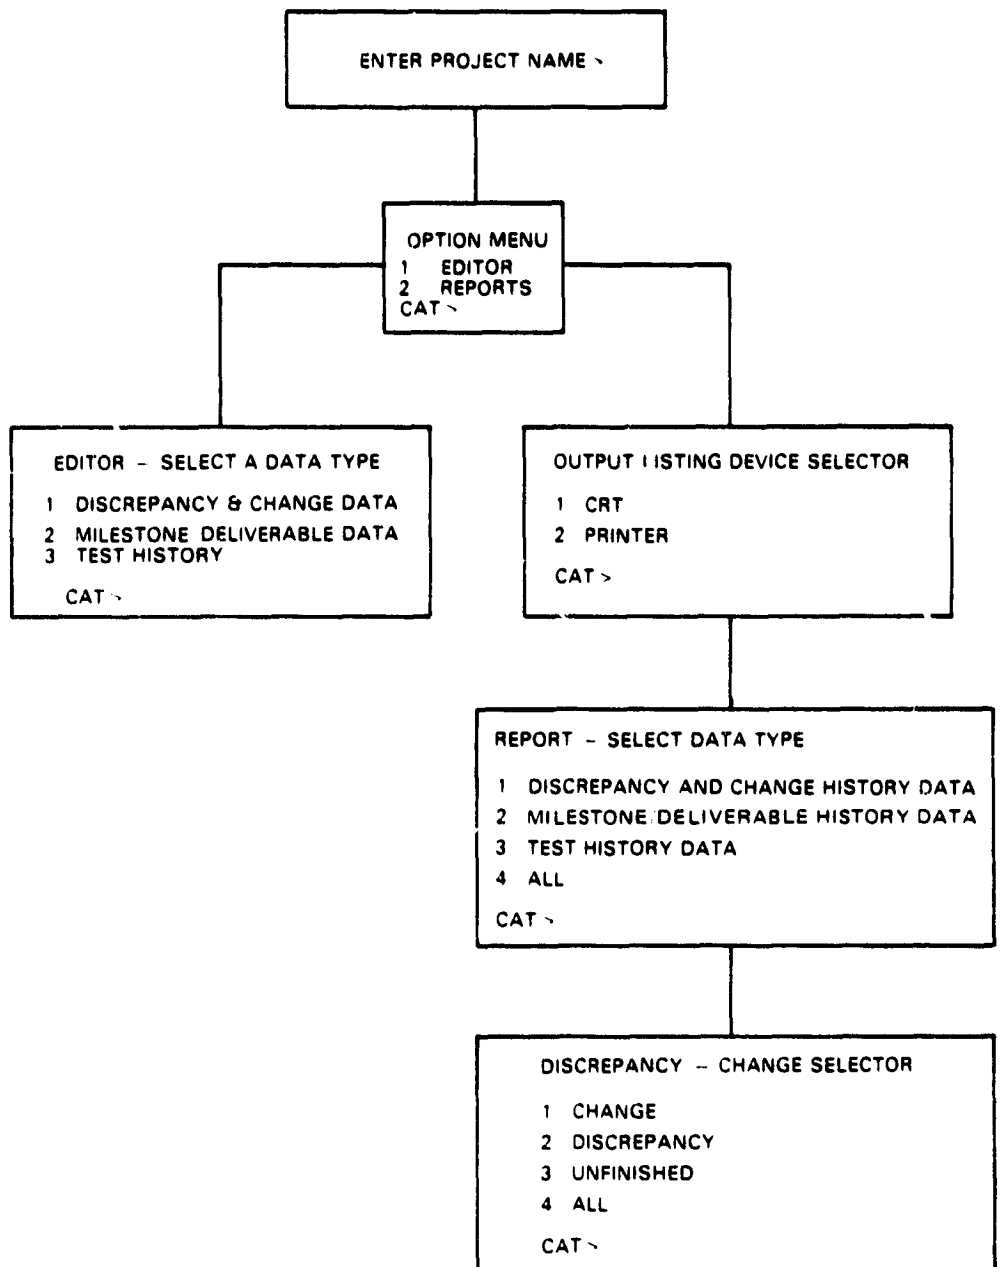 ENTER PROJECT NAME >
OPTION MENU
1 EDITOR
2 REPORTS
CAT >
EDITOR - SELECT A DATA TYPE
1 DISCREPANCY & CHANGE DATA
2 MILESTONE DELIVERABLE DATA
3 TEST HISTORY
CAT >
OUTPUT LISTING DEVICE SELECTOR
1 CRT
2 PRINTER
CAT >
REPORT - SELECT DATA TYPE
1 DISCREPANCY AND CHANGE HISTORY DATA
2 MILESTONE/DELIVERABLE HISTORY DATA
3 TEST HISTORY DATA
4 ALL
CAT >
DISCREPANCY - CHANGE SELECTOR
1 CHANGE
2 DISCREPANCY
3 UNFINISHED
4 ALL
CAT >